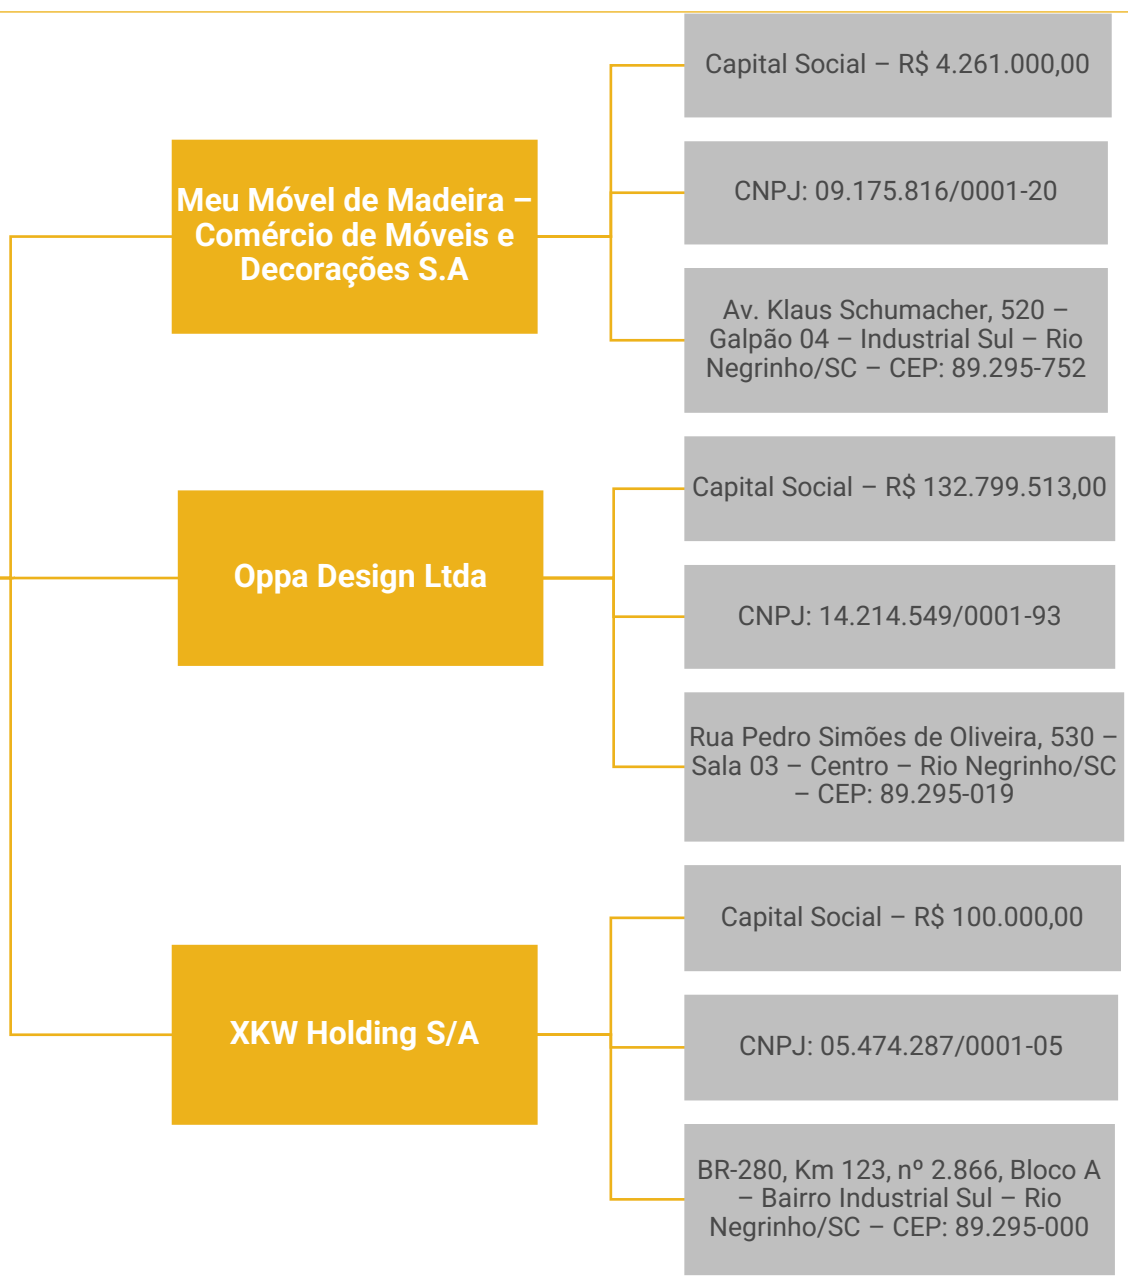 Capital Social – R$ 4.261.000,00
Meu Móvel de Madeira –
Comércio de Móveis e
Decorações S.A
CNPJ: 09.175.816/0001-20
Av. Klaus Schumacher, 520 –
Galpão 04 – Industrial Sul – Rio
Negrinho/SC – CEP: 89.295-752
Capital Social – R$ 132.799.513,00
Oppa Design Ltda
CNPJ: 14.214.549/0001-93
Rua Pedro Simões de Oliveira, 530 –
Sala 03 – Centro – Rio Negrinho/SC
– CEP: 89.295-019
Capital Social – R$ 100.000,00
XKW Holding S/A
CNPJ: 05.474.287/0001-05
BR-280, Km 123, nº 2.866, Bloco A
– Bairro Industrial Sul – Rio
Negrinho/SC – CEP: 89.295-000